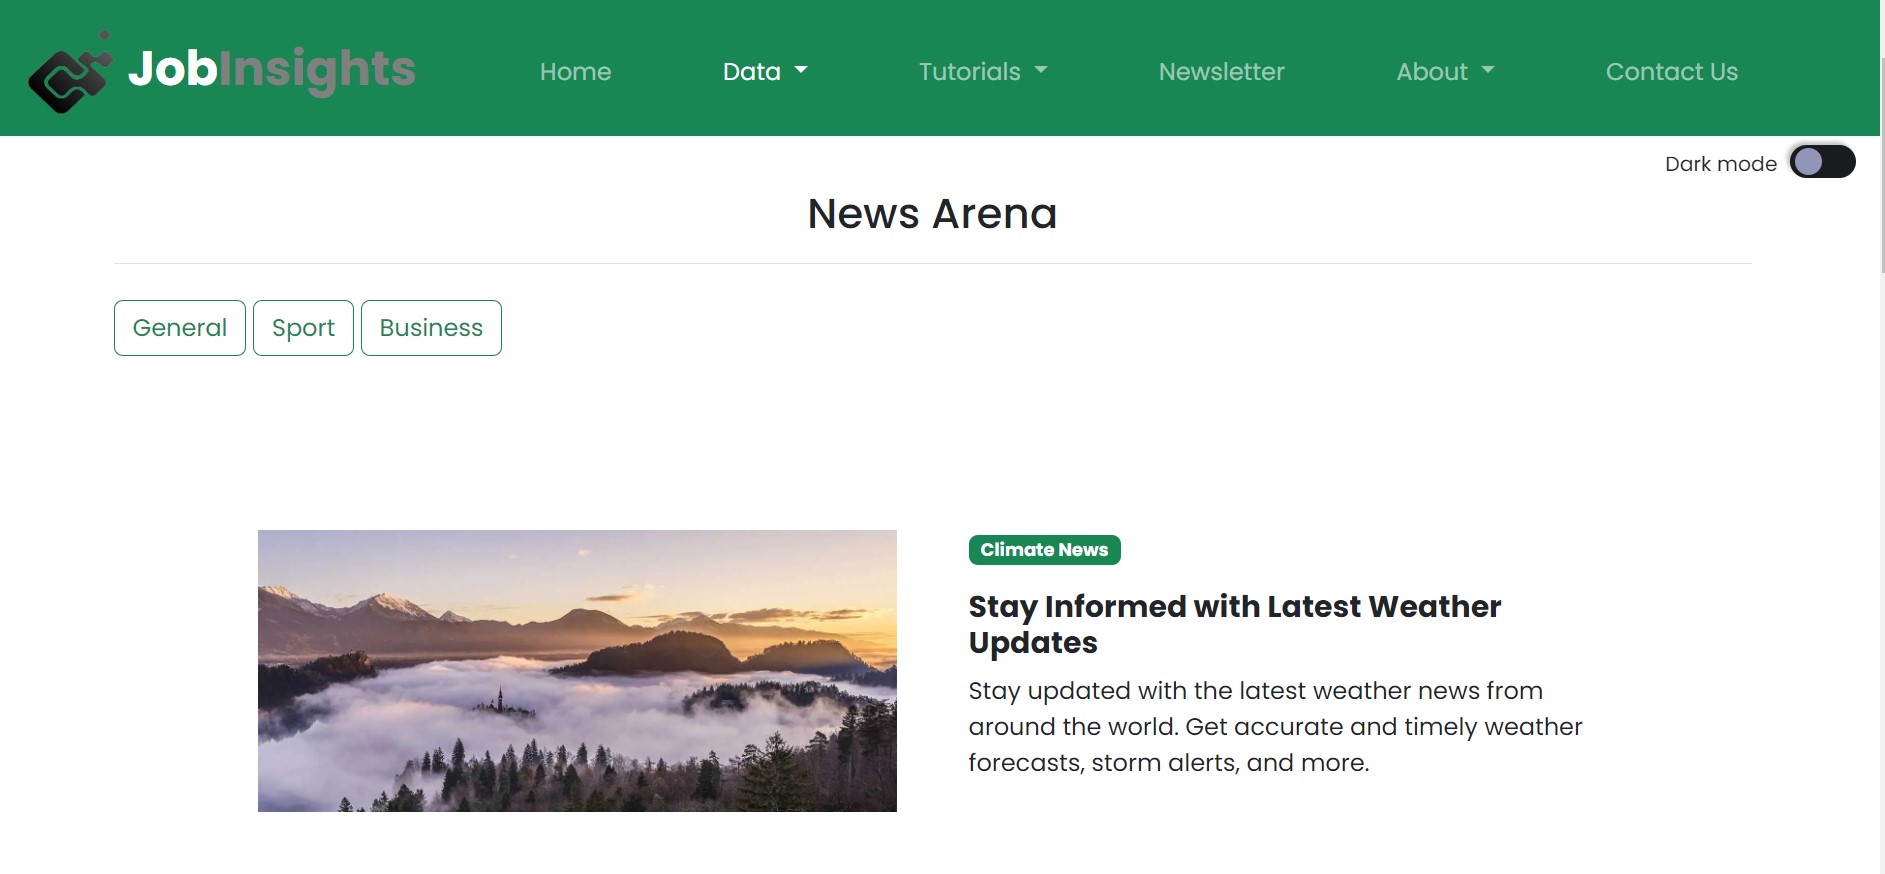 JobInsights
Home
Data
Tutorials
Newsletter
About
Contact Us
Dark mode
News Arena
General
Sport
Business
Climate News
Stay Informed with Latest Weather
Updates
Stay updated with the latest weather news from
around the world. Get accurate and timely weather
forecasts, storm alerts, and more.